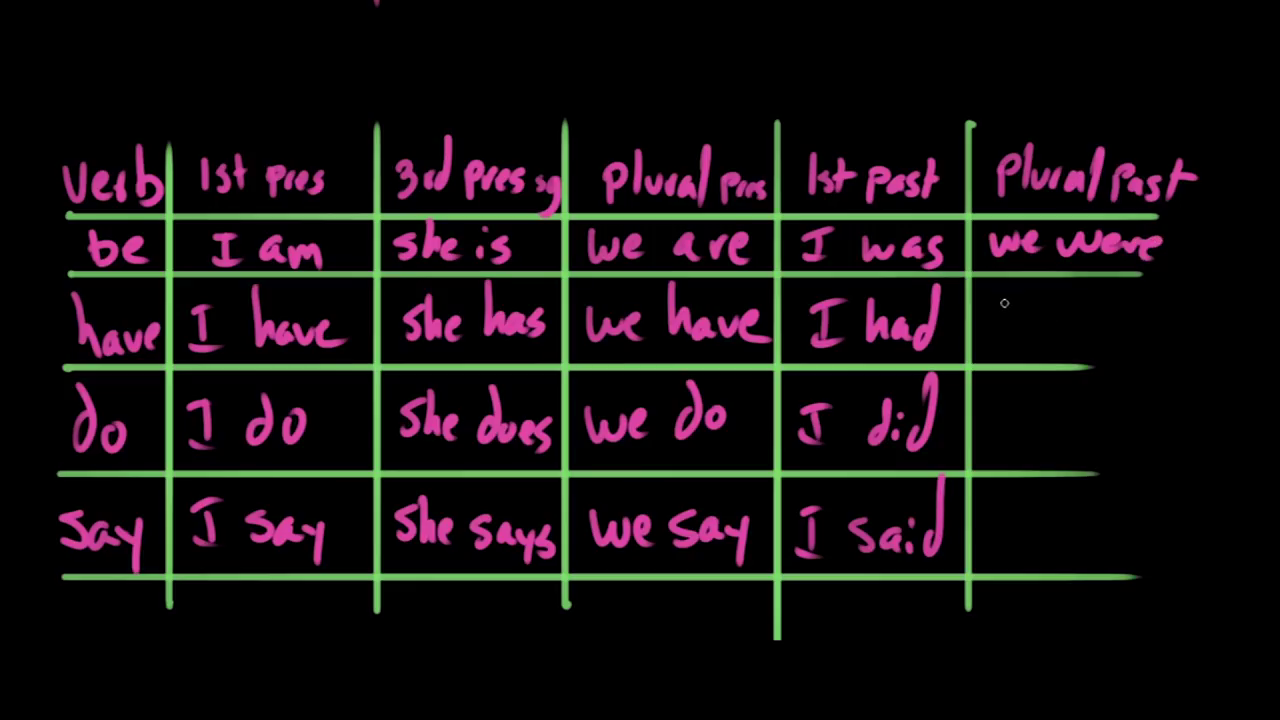 verb 1st pres 3rd pres sg plural pres 1st past plural past
be I am she is we are I was we were
have I have she has we have I had
do I do she does we do I did
say I say she says we say I said